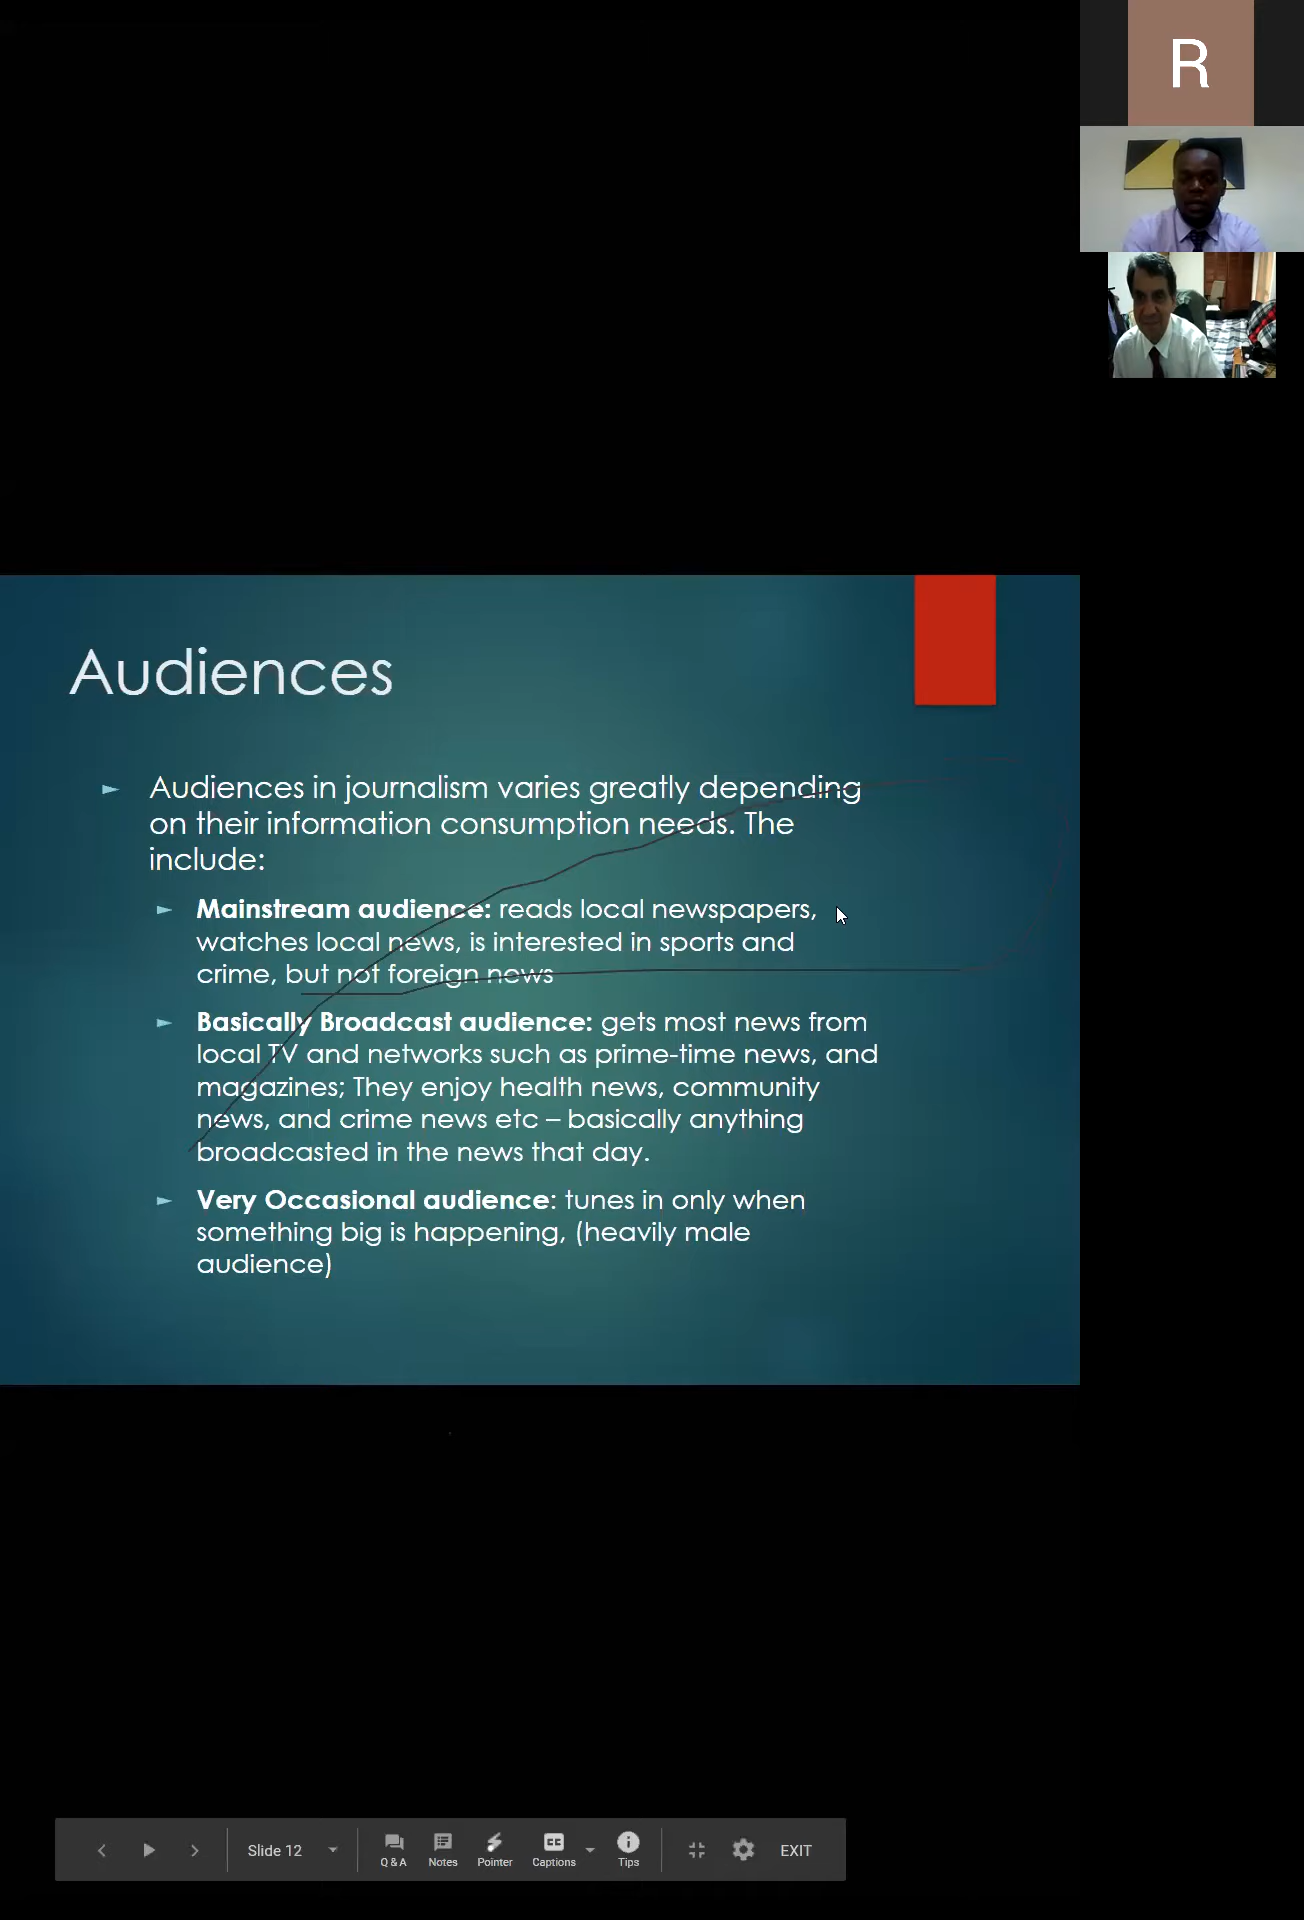 R
Audiences
Audiences in journalism varies greatly depending
on their information consumption needs. The
include:
Mainstream audience: reads local newspapers,
watches local news, is interested in sports and
crime, but not foreign news
Basically Broadcast audience: gets most news from
local TV and networks such as prime-time news, and
magazines; They enjoy health news, community
news, and crime news etc – basically anything
broadcasted in the news that day.
Very Occasional audience: tunes in only when
something big is happening, (heavily male
audience)
Slide 12
Q & A
Notes
Pointer
CC
Captions
Tips
EXIT